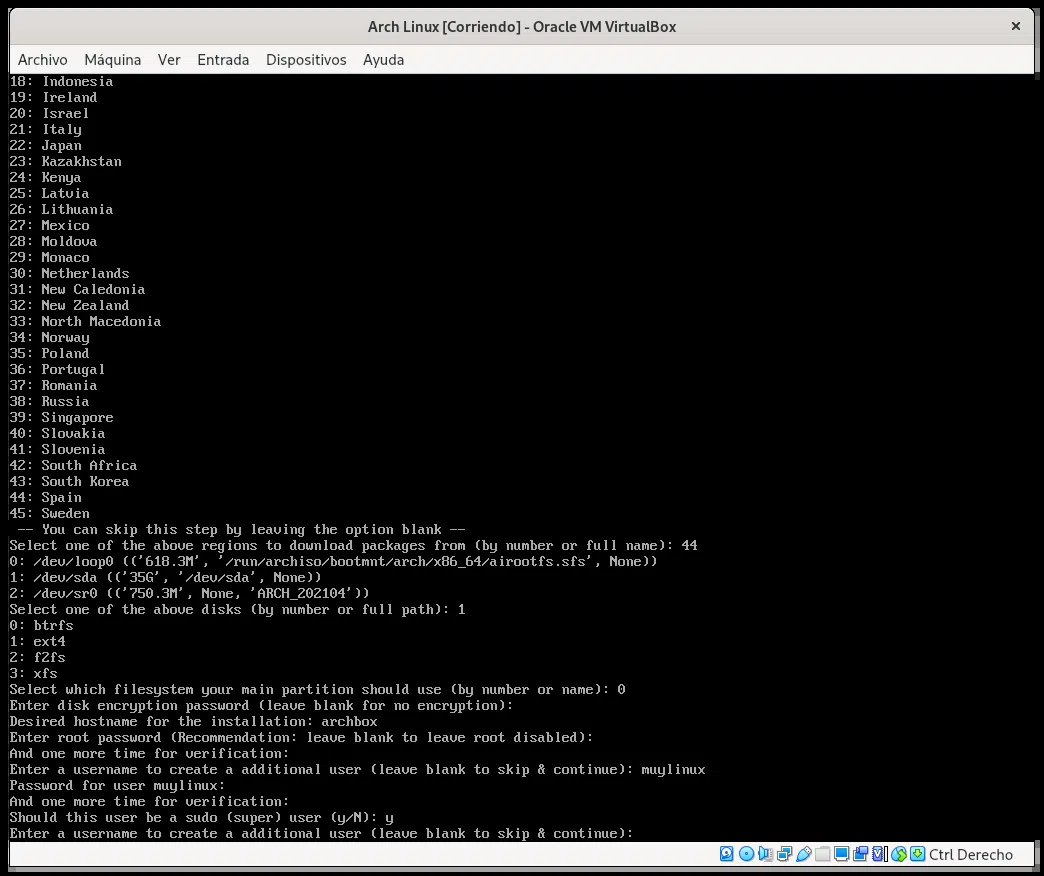 Arch Linux [Corriendo] - Oracle VM VirtualBox
Archivo Máquina Ver Entrada Dispositivos Ayuda
18: Indonesia
19: Ireland
20: Israel
21: Italy
22: Japan
23: Kazakhstan
24: Kenya
25: Latvia
26: Lithuania
27: Mexico
28: Moldova
29: Monaco
30: Netherlands
31: New Caledonia
32: New Zealand
33: North Macedonia
34: Norway
35: Poland
36: Portugal
37: Romania
38: Russia
39: Singapore
40: Slovakia
41: Slovenia
42: South Africa
43: South Korea
44: Spain
45: Sweden
 -- You can skip this step by leaving the option blank --
Select one of the above regions to download packages from (by number or full name): 44
0: /dev/loop0 (('618.3M', '/run/archiso/bootmnt/arch/x86_64/airootfs.sfs', None))
1: /dev/sda (('35G', '/dev/sda', None))
2: /dev/sr0 (('750.3M', None, 'ARCH_202104'))
Select one of the above disks (by number or full path): 1
0: btrfs
1: ext4
2: f2fs
3: xfs
Select which filesystem your main partition should use (by number or name): 0
Enter disk encryption password (leave blank for no encryption):
Desired hostname for the installation: archbox
Enter root password (Recommendation: leave blank to leave root disabled):
And one more time for verification:
Enter a username to create a additional user (leave blank to skip & continue): muylinux
Password for user muylinux:
And one more time for verification:
Should this user be a sudo (super) user (y/N): y
Enter a username to create a additional user (leave blank to skip & continue):
Ctrl Derecho